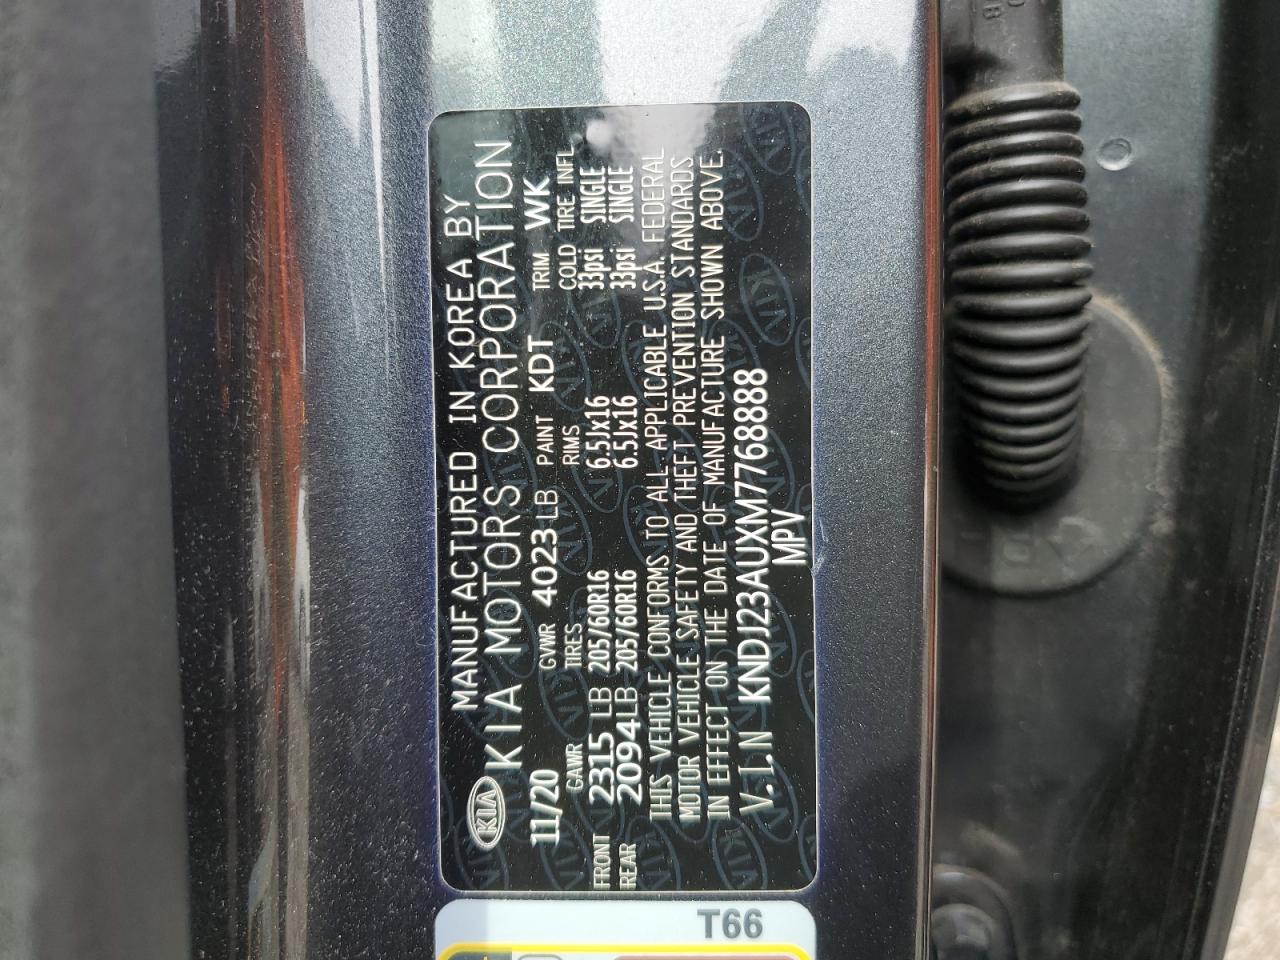 MANUFACTURED IN KOREA BY
KIA KIA MOTORS CORPORATION
11/20 GVWR 4023 LB PAINT KDT TRIM WK
GAWR TIRES RIMS COLD TIRE INFL.
FRONT 2315 LB 205/60R16 6.5Jx16 33psi SINGLE
REAR 2094 LB 205/60R16 6.5Jx16 33psi SINGLE
THIS VEHICLE CONFORMS TO ALL APPLICABLE U.S.A. FEDERAL
MOTOR VEHICLE SAFETY AND THEFT PREVENTION STANDARDS
IN EFFECT ON THE DATE OF MANUFACTURE SHOWN ABOVE.
V.I.N KNDJ23AUXM7768888
MPV
T66